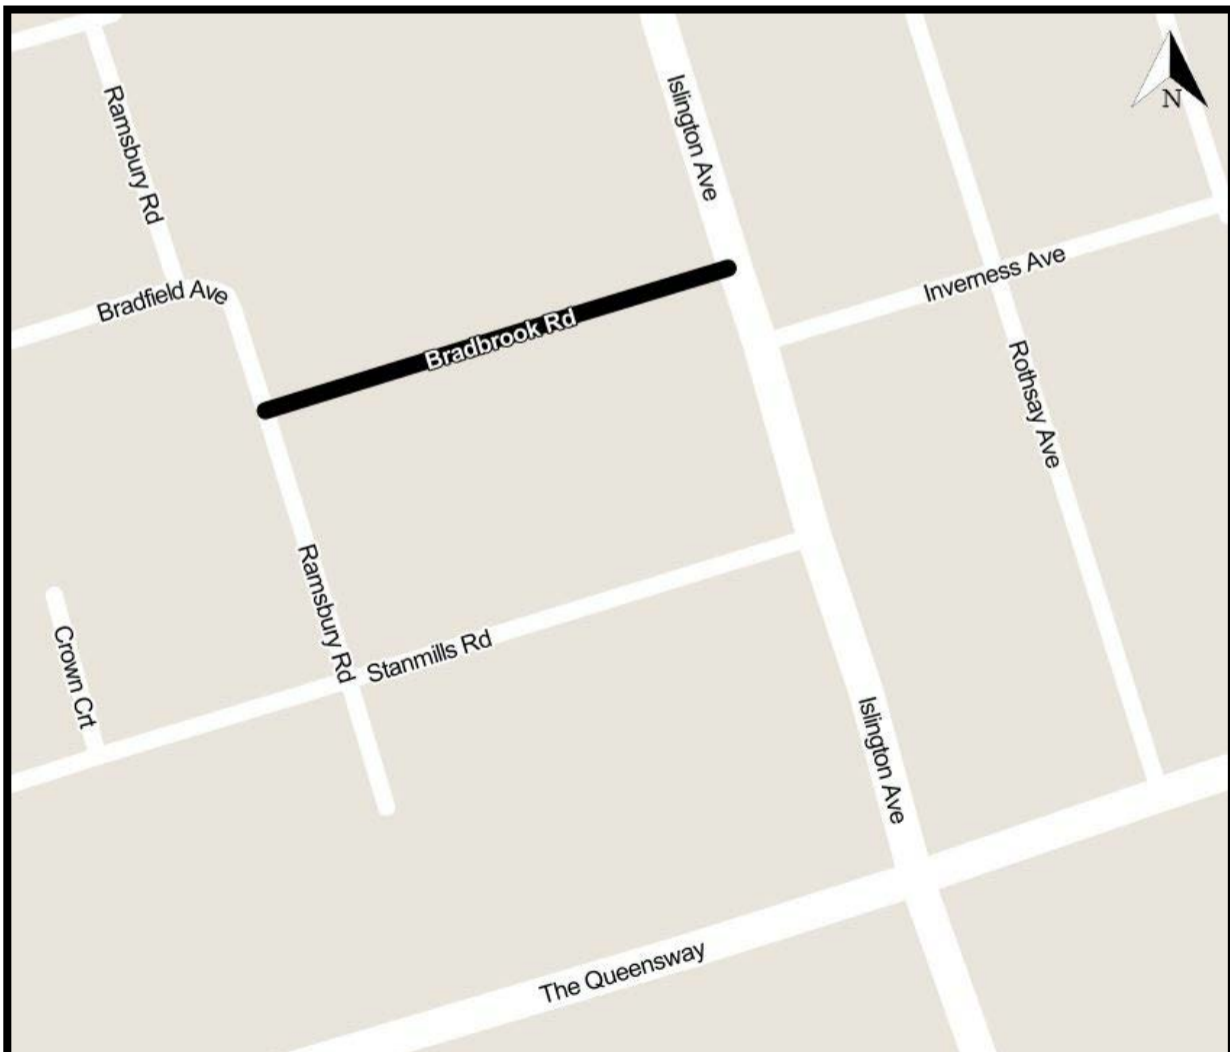 Ramsbury Rd
Islington Ave
N
Bradfield Ave
Inverness Ave
Bradbrook Rd
Rothsay Ave
Ramsbury Rd
Crown Crt
Stanmills Rd
Islington Ave
The Queensway